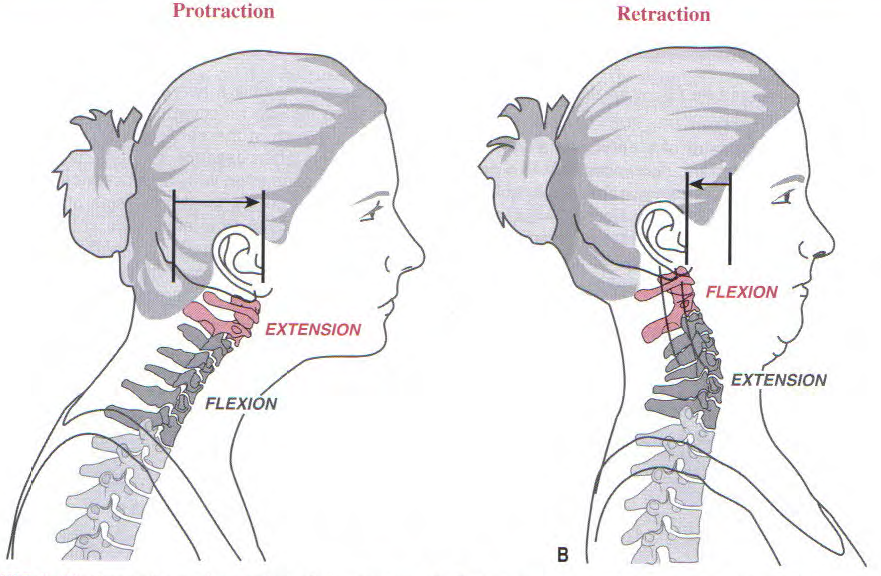 Protraction
Retraction
EXTENSION
FLEXION
FLEXION
EXTENSION
B